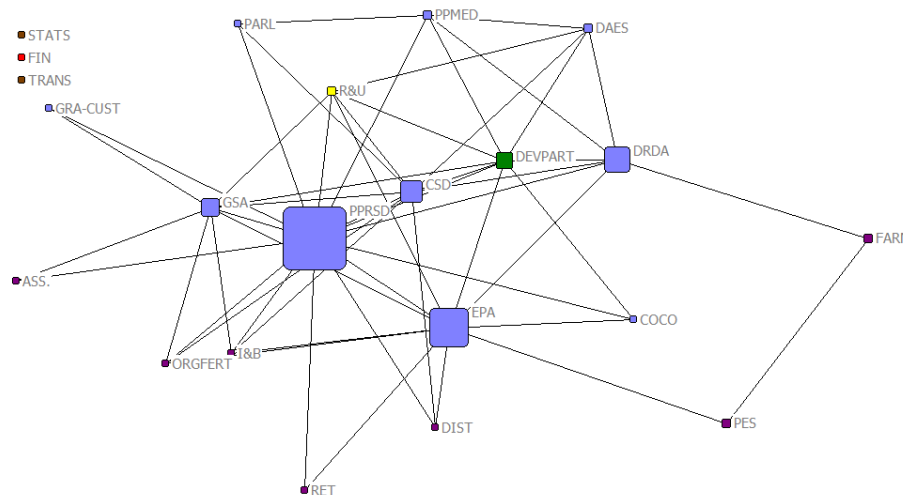 PARL
PPMED
DAES
STATS
FIN
TRANS
R&U
GRA-CUST
DRDA
DEVPART
CSD
GSA
PPRSD
FARM
ASS.
EPA
COCO
I&B
ORGFERT
DIST
PES
RET